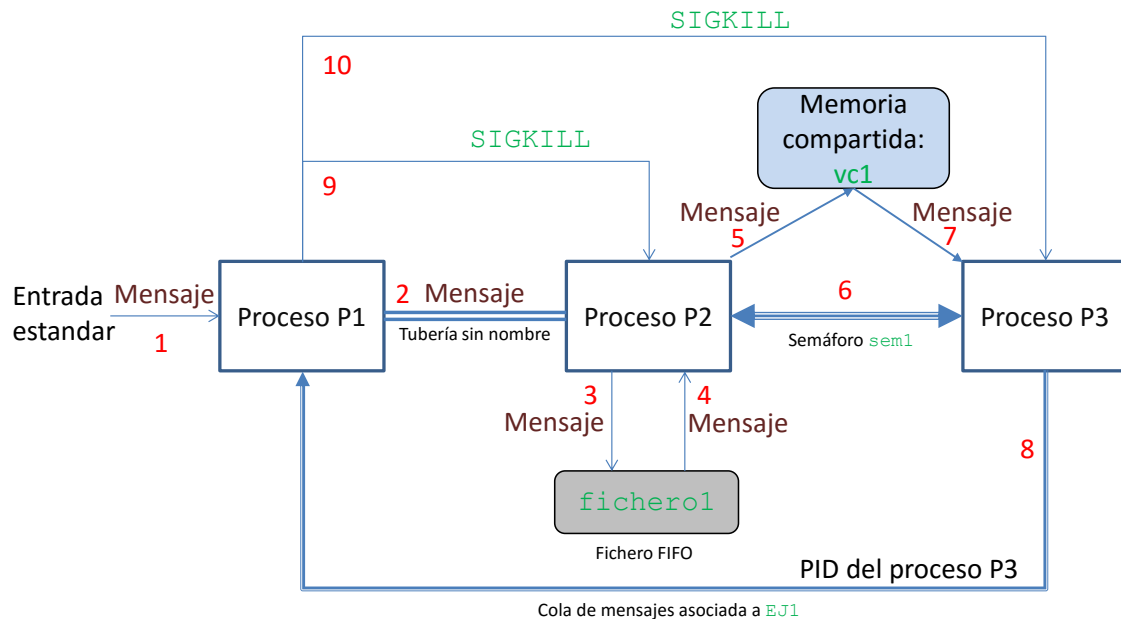 SIGKILL
10
Memoria
compartida:
vc1
SIGKILL
9
Mensaje
5
Mensaje
7
Entrada
estandar
Mensaje
1
Proceso P1
2 Mensaje
Tubería sin nombre
Proceso P2
6
Semáforo sem1
Proceso P3
3
Mensaje
4
Mensaje
8
fichero1
Fichero FIFO
PID del proceso P3
Cola de mensajes asociada a EJ1